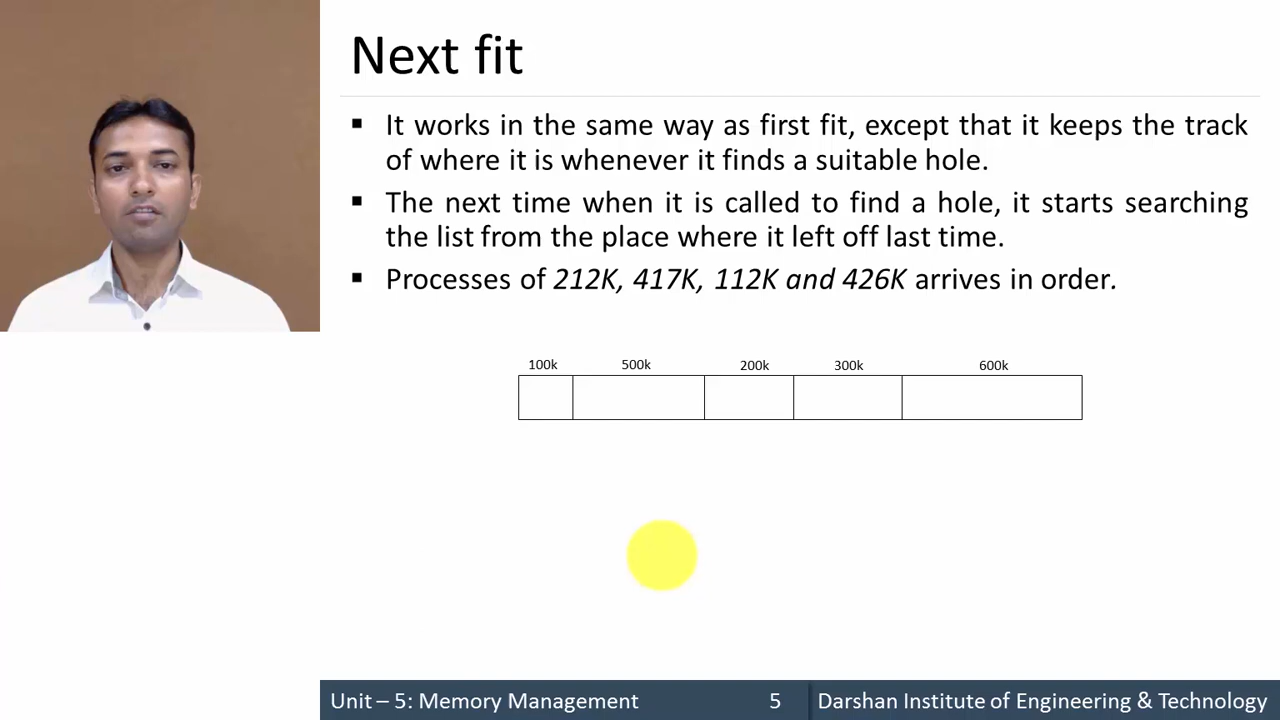 Next fit
▪ It works in the same way as first fit, except that it keeps the track
of where it is whenever it finds a suitable hole.
▪ The next time when it is called to find a hole, it starts searching
the list from the place where it left off last time.
▪ Processes of 212K, 417K, 112K and 426K arrives in order.
100k 500k 200k 300k 600k
Unit – 5: Memory Management 5 Darshan Institute of Engineering & Technology